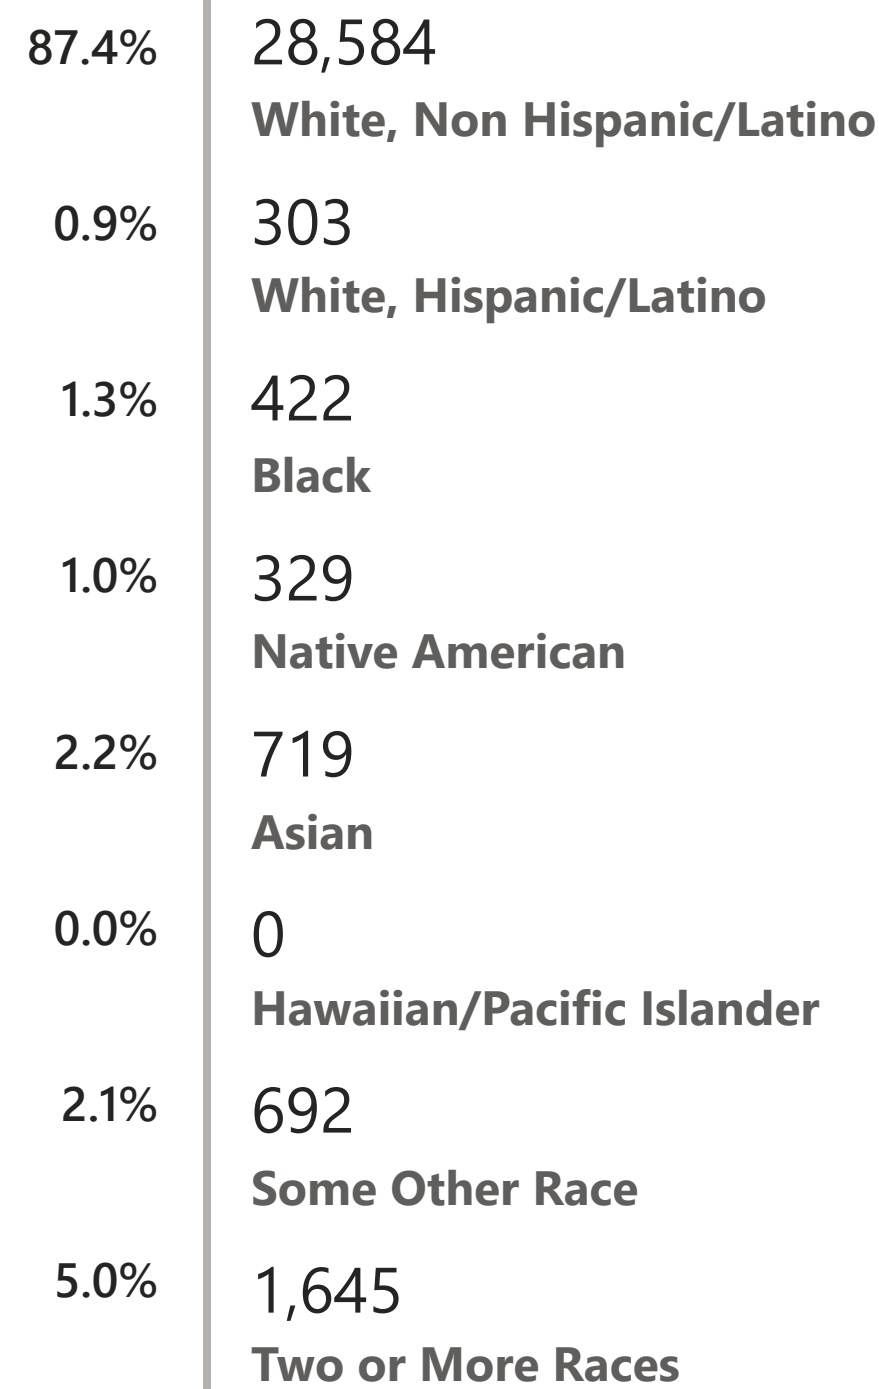 87.4% 28,584
White, Non Hispanic/Latino
0.9% 303
White, Hispanic/Latino
1.3% 422
Black
1.0% 329
Native American
2.2% 719
Asian
0.0% 0
Hawaiian/Pacific Islander
2.1% 692
Some Other Race
5.0% 1,645
Two or More Races